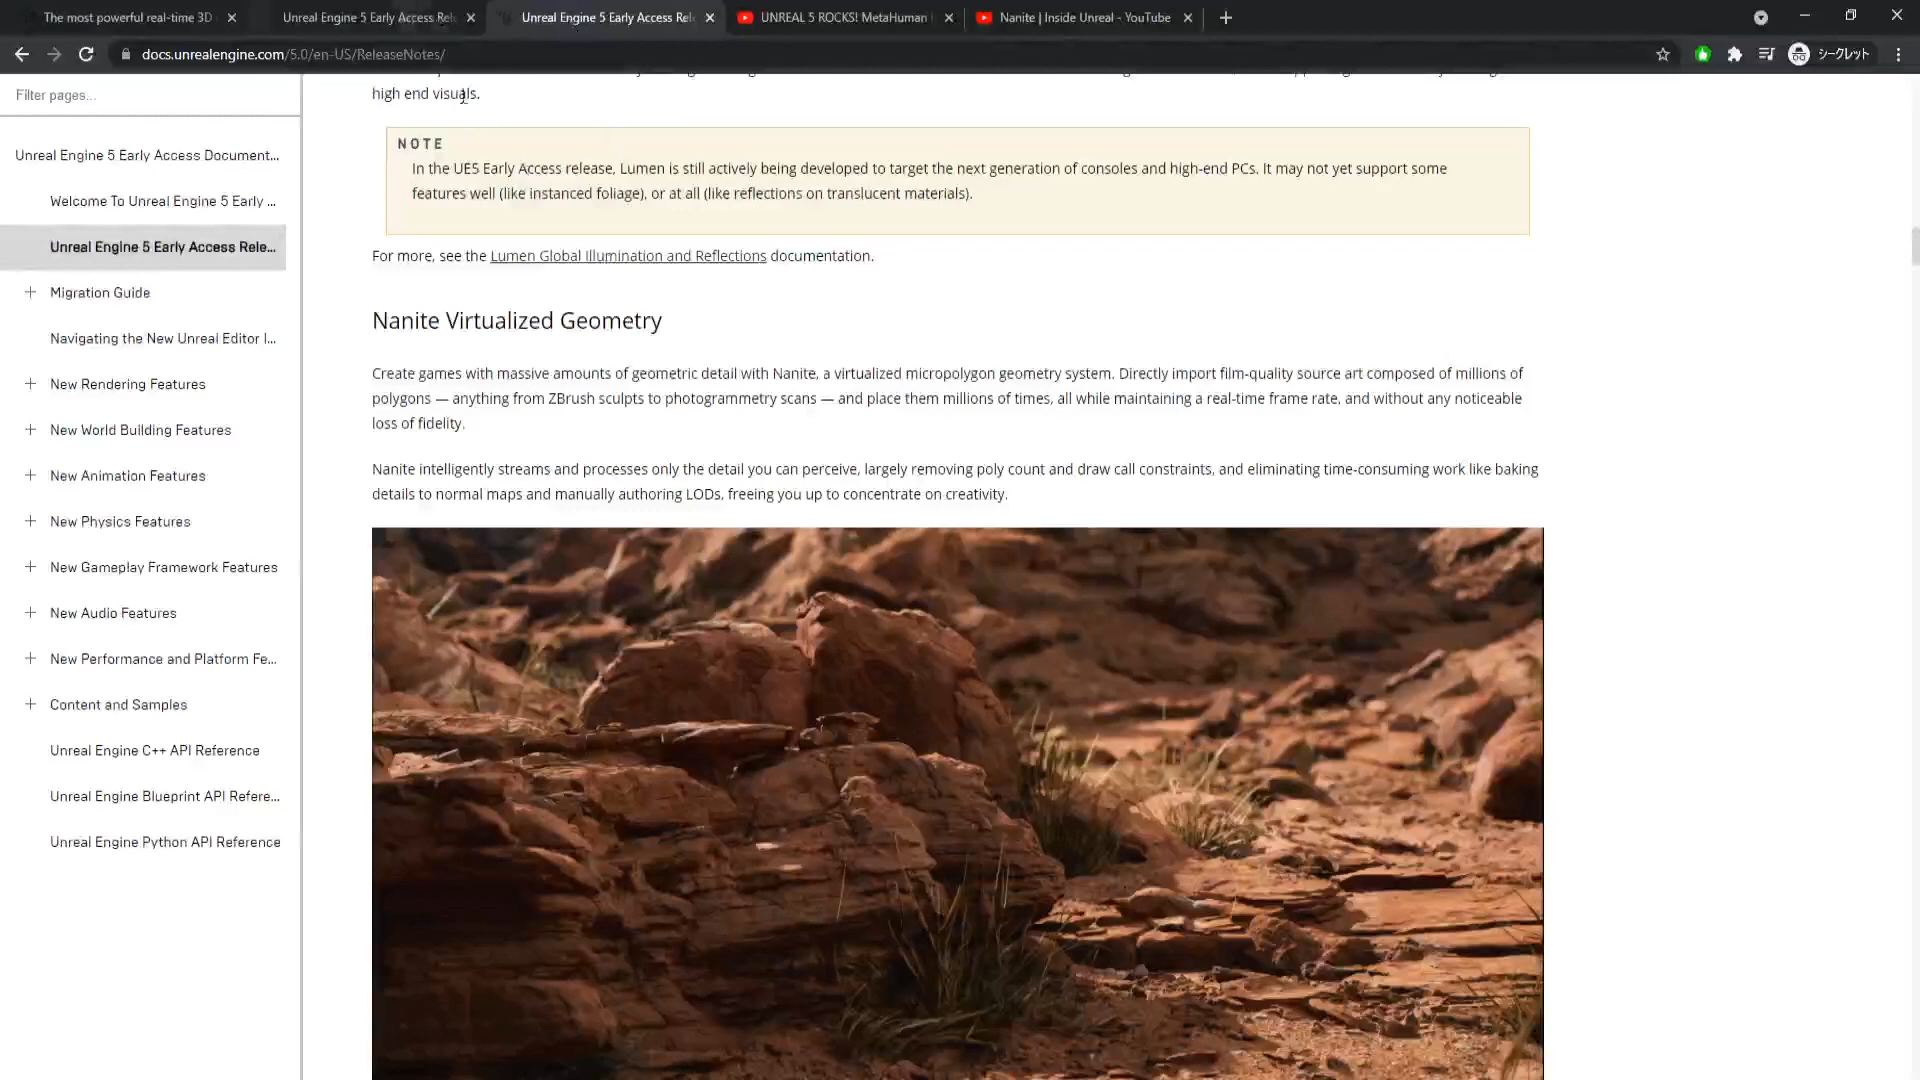 The most powerful real-time 3D
Unreal Engine 5 Early Access Rel
Unreal Engine 5 Early Access Rel
UNREAL 5 ROCKS! MetaHuman
Nanite | Inside Unreal - YouTube
docs.unrealengine.com/5.0/en-US/ReleaseNotes/
シークレット
Filter pages...
Unreal Engine 5 Early Access Document...
Welcome To Unreal Engine 5 Early ...
Unreal Engine 5 Early Access Rele...
Migration Guide
Navigating the New Unreal Editor I...
New Rendering Features
New World Building Features
New Animation Features
New Physics Features
New Gameplay Framework Features
New Audio Features
New Performance and Platform Fe...
Content and Samples
Unreal Engine C++ API Reference
Unreal Engine Blueprint API Refere...
Unreal Engine Python API Reference
high end visuals.
NOTE
In the UE5 Early Access release, Lumen is still actively being developed to target the next generation of consoles and high-end PCs. It may not yet support some
features well (like instanced foliage), or at all (like reflections on translucent materials).
For more, see the Lumen Global Illumination and Reflections documentation.
Nanite Virtualized Geometry
Create games with massive amounts of geometric detail with Nanite, a virtualized micropolygon geometry system. Directly import film-quality source art composed of millions of
polygons — anything from ZBrush sculpts to photogrammetry scans — and place them millions of times, all while maintaining a real-time frame rate, and without any noticeable
loss of fidelity.
Nanite intelligently streams and processes only the detail you can perceive, largely removing poly count and draw call constraints, and eliminating time-consuming work like baking
details to normal maps and manually authoring LODs, freeing you up to concentrate on creativity.